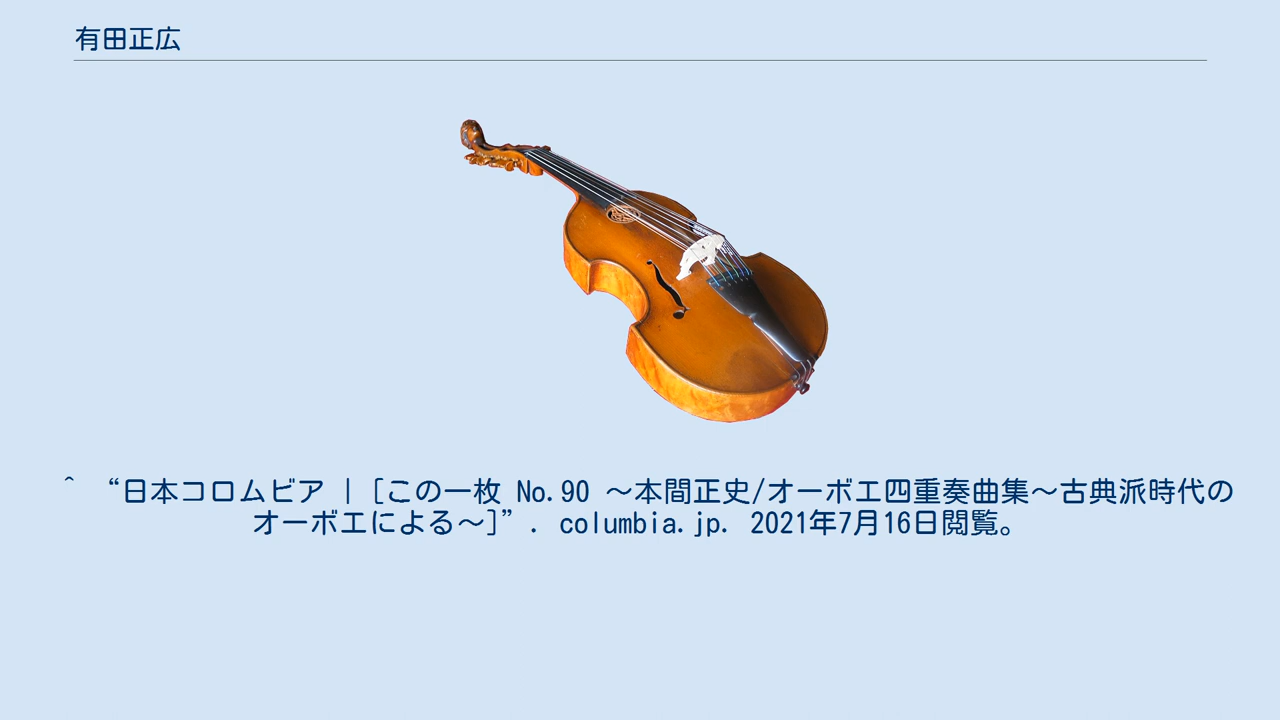 有田正広
^ “日本コロムビア | [この一枚 No.90 ～本間正史/オーボエ四重奏曲集～古典派時代の
オーボエによる～]”. columbia.jp. 2021年7月16日閲覧。